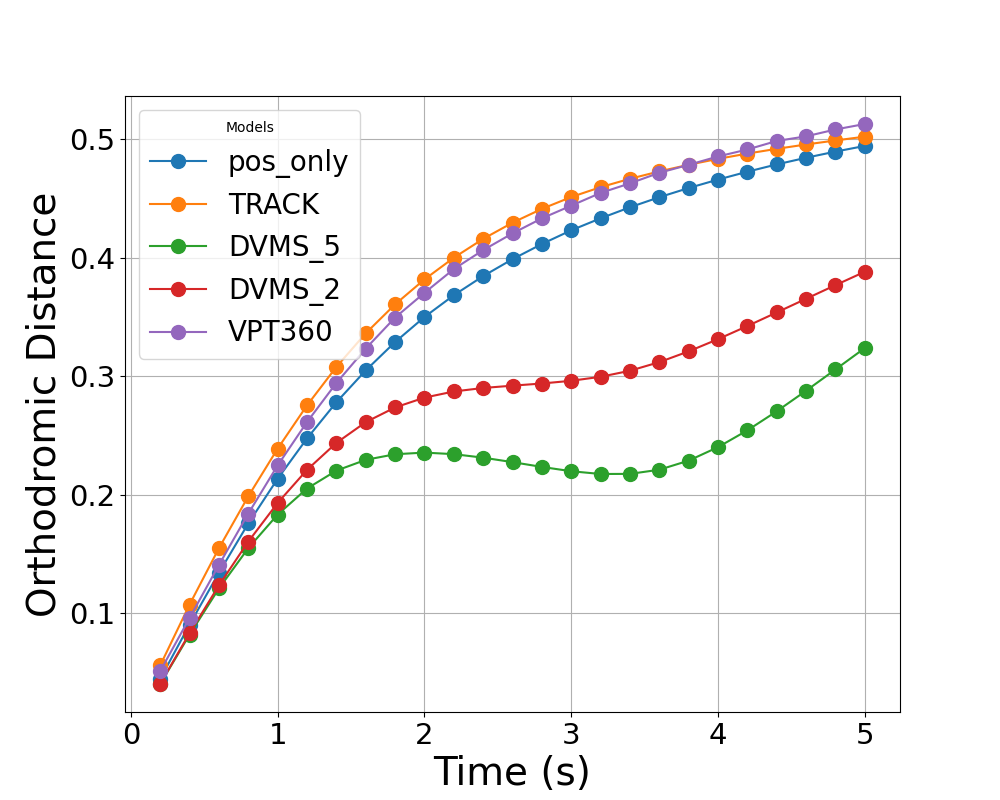 Models
pos_only
TRACK
DVMS_5
DVMS_2
VPT360
Orthodromic Distance
0.5
0.4
0.3
0.2
0.1
0 1 2 3 4 5
Time (s)